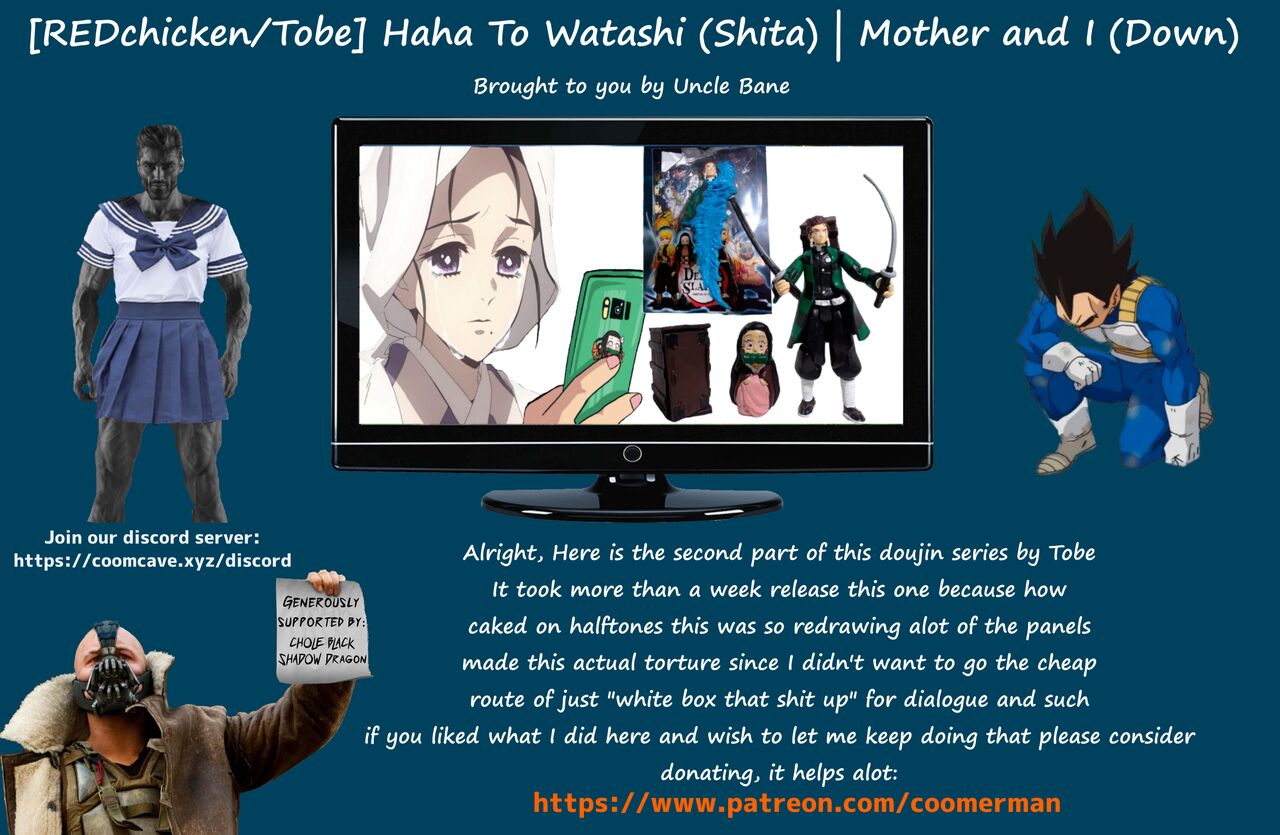 [REDchicken/Tobe] Haha To Watashi (Shita) | Mother and I (Down)
Brought to you by Uncle Bane
Join our discord server:
https://coomcave.xyz/discord
GENEROUSLY
SUPPORTED BY:
CHOLE BLACK
SHADOW DRAGON
Alright, Here is the second part of this doujin series by Tobe
It took more than a week release this one because how
caked on halftones this was so redrawing alot of the panels
made this actual torture since I didn't want to go the cheap
route of just "white box that shit up" for dialogue and such
if you liked what I did here and wish to let me keep doing that please consider
donating, it helps alot:
https://www.patreon.com/coomerman